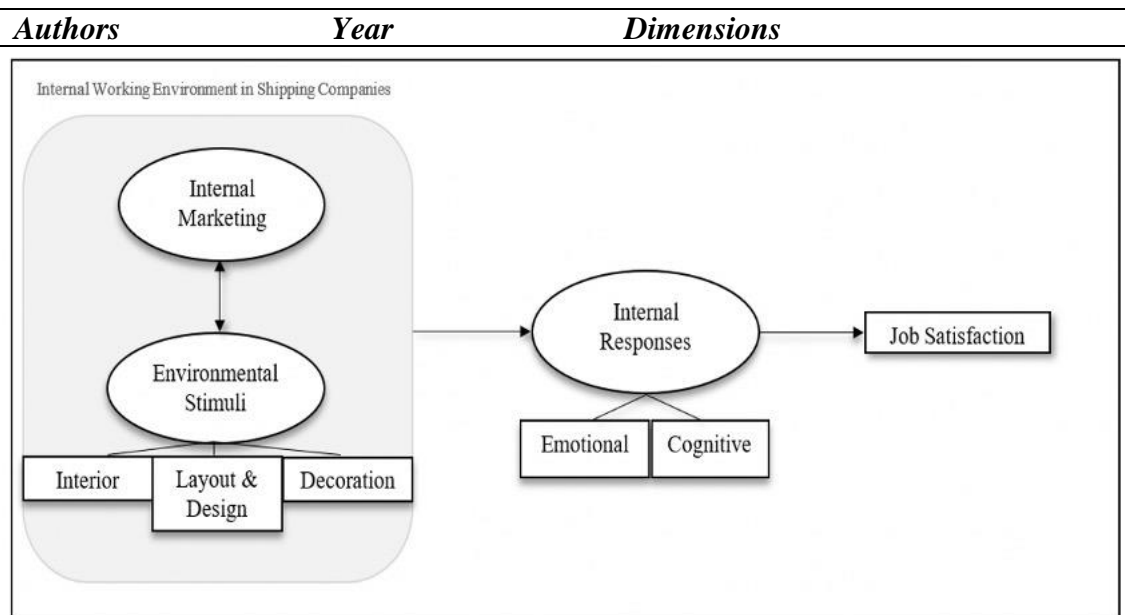 Authors Year Dimensions
Internal Working Environment in Shipping Companies
Internal
Marketing
Environmental
Stimuli
Interior
Layout &
Design
Decoration
Internal
Responses
Emotional
Cognitive
Job Satisfaction